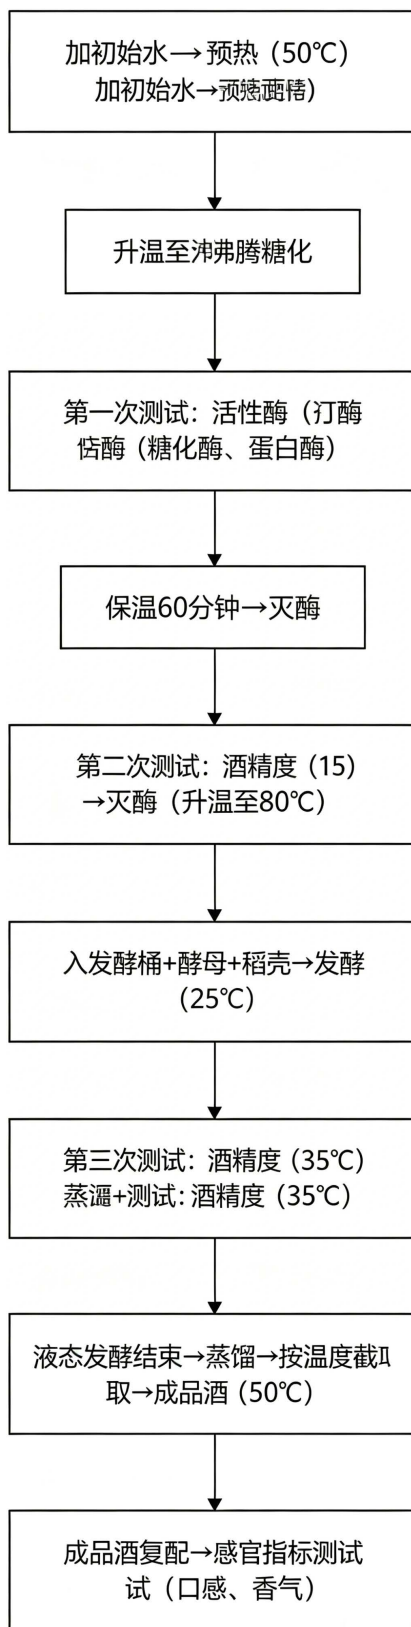 加初始水→预热（50℃）
加初始水→
升温至沸腾糖化
第一次测试：活性酶（酶
酶（糖化酶、蛋白酶）
保温60分钟→灭酶
第二次测试：酒精度（15）
→灭酶（升温至80℃）
入发酵桶+酵母+稻壳→发酵
（25℃）
第三次测试：酒精度（35℃）
蒸+测试：酒精度（35℃）
液态发酵结束→蒸馏→按温度截
取→成品酒（50℃）
成品酒复配→感官指标测试
试（口感、香气）